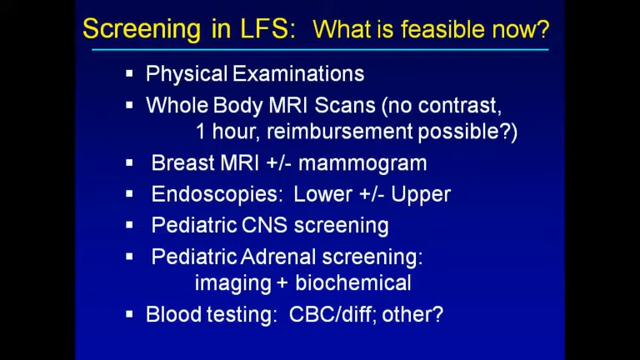 Screening in LFS: What is feasible now?
▪ Physical Examinations
▪ Whole Body MRI Scans (no contrast,
1 hour, reimbursement possible?)
▪ Breast MRI +/- mammogram
▪ Endoscopies: Lower +/- Upper
▪ Pediatric CNS screening
▪ Pediatric Adrenal screening:
imaging + biochemical
▪ Blood testing: CBC/diff; other?